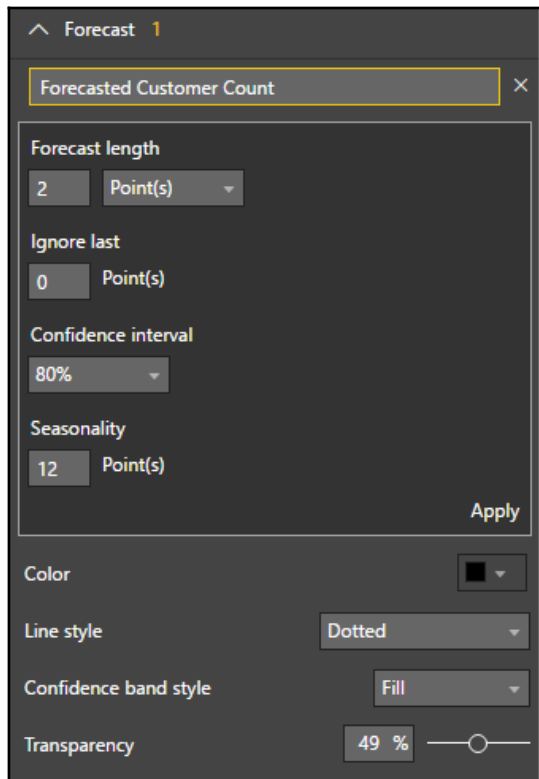 Forecast 1
Forecasted Customer Count
Forecast length
2 Point(s)
Ignore last
0 Point(s)
Confidence interval
80%
Seasonality
12 Point(s)
Apply
Color
Line style Dotted
Confidence band style Fill
Transparency 49 %